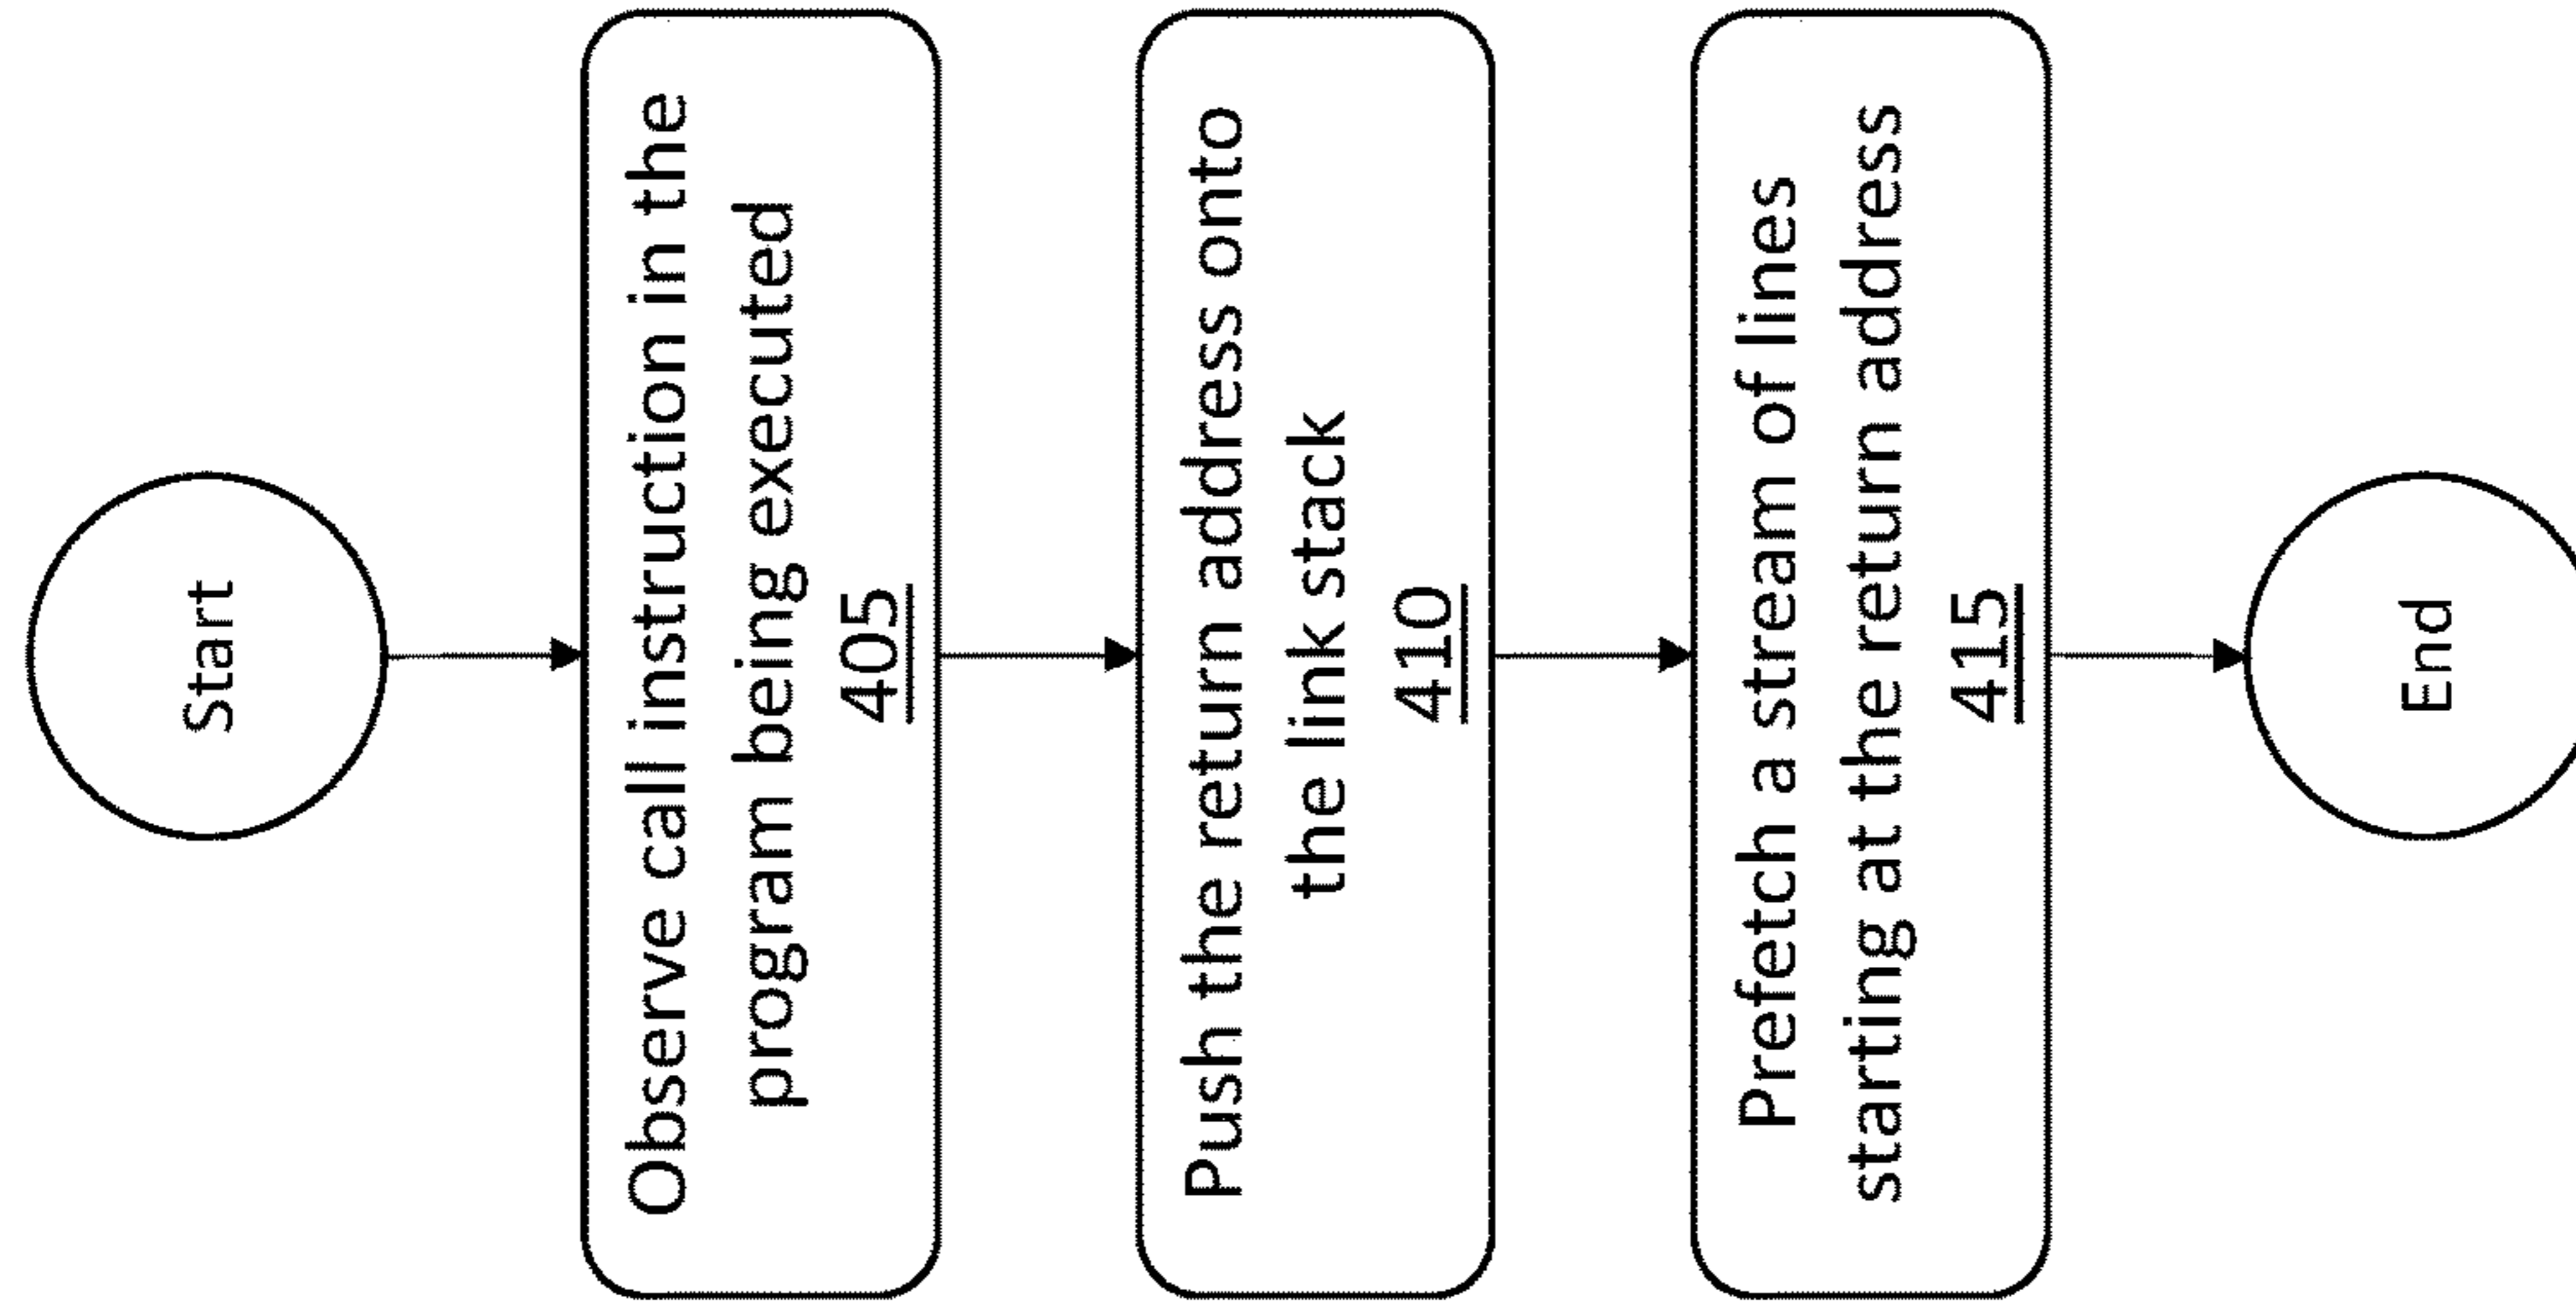 Start
Observe call instruction in the
program being executed
405
Push the return address onto
the link stack
410
Prefetch a stream of lines
starting at the return address
415
End